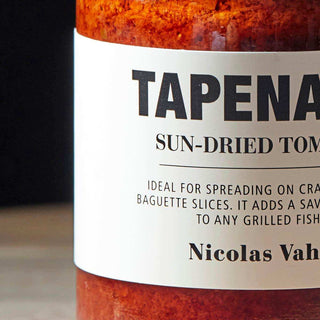 TAPENA
SUN-DRIED TOM
IDEAL FOR SPREADING ON CRA
BAGUETTE SLICES. IT ADDS A SAV
TO ANY GRILLED FISH
Nicolas Vah